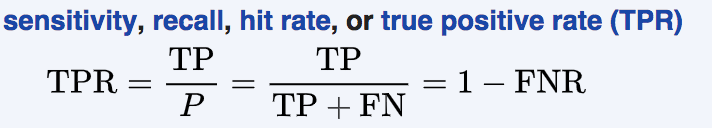 sensitivity, recall, hit rate, or true positive rate (TPR)
TPR = TP/P = TP/(TP + FN) = 1 − FNR